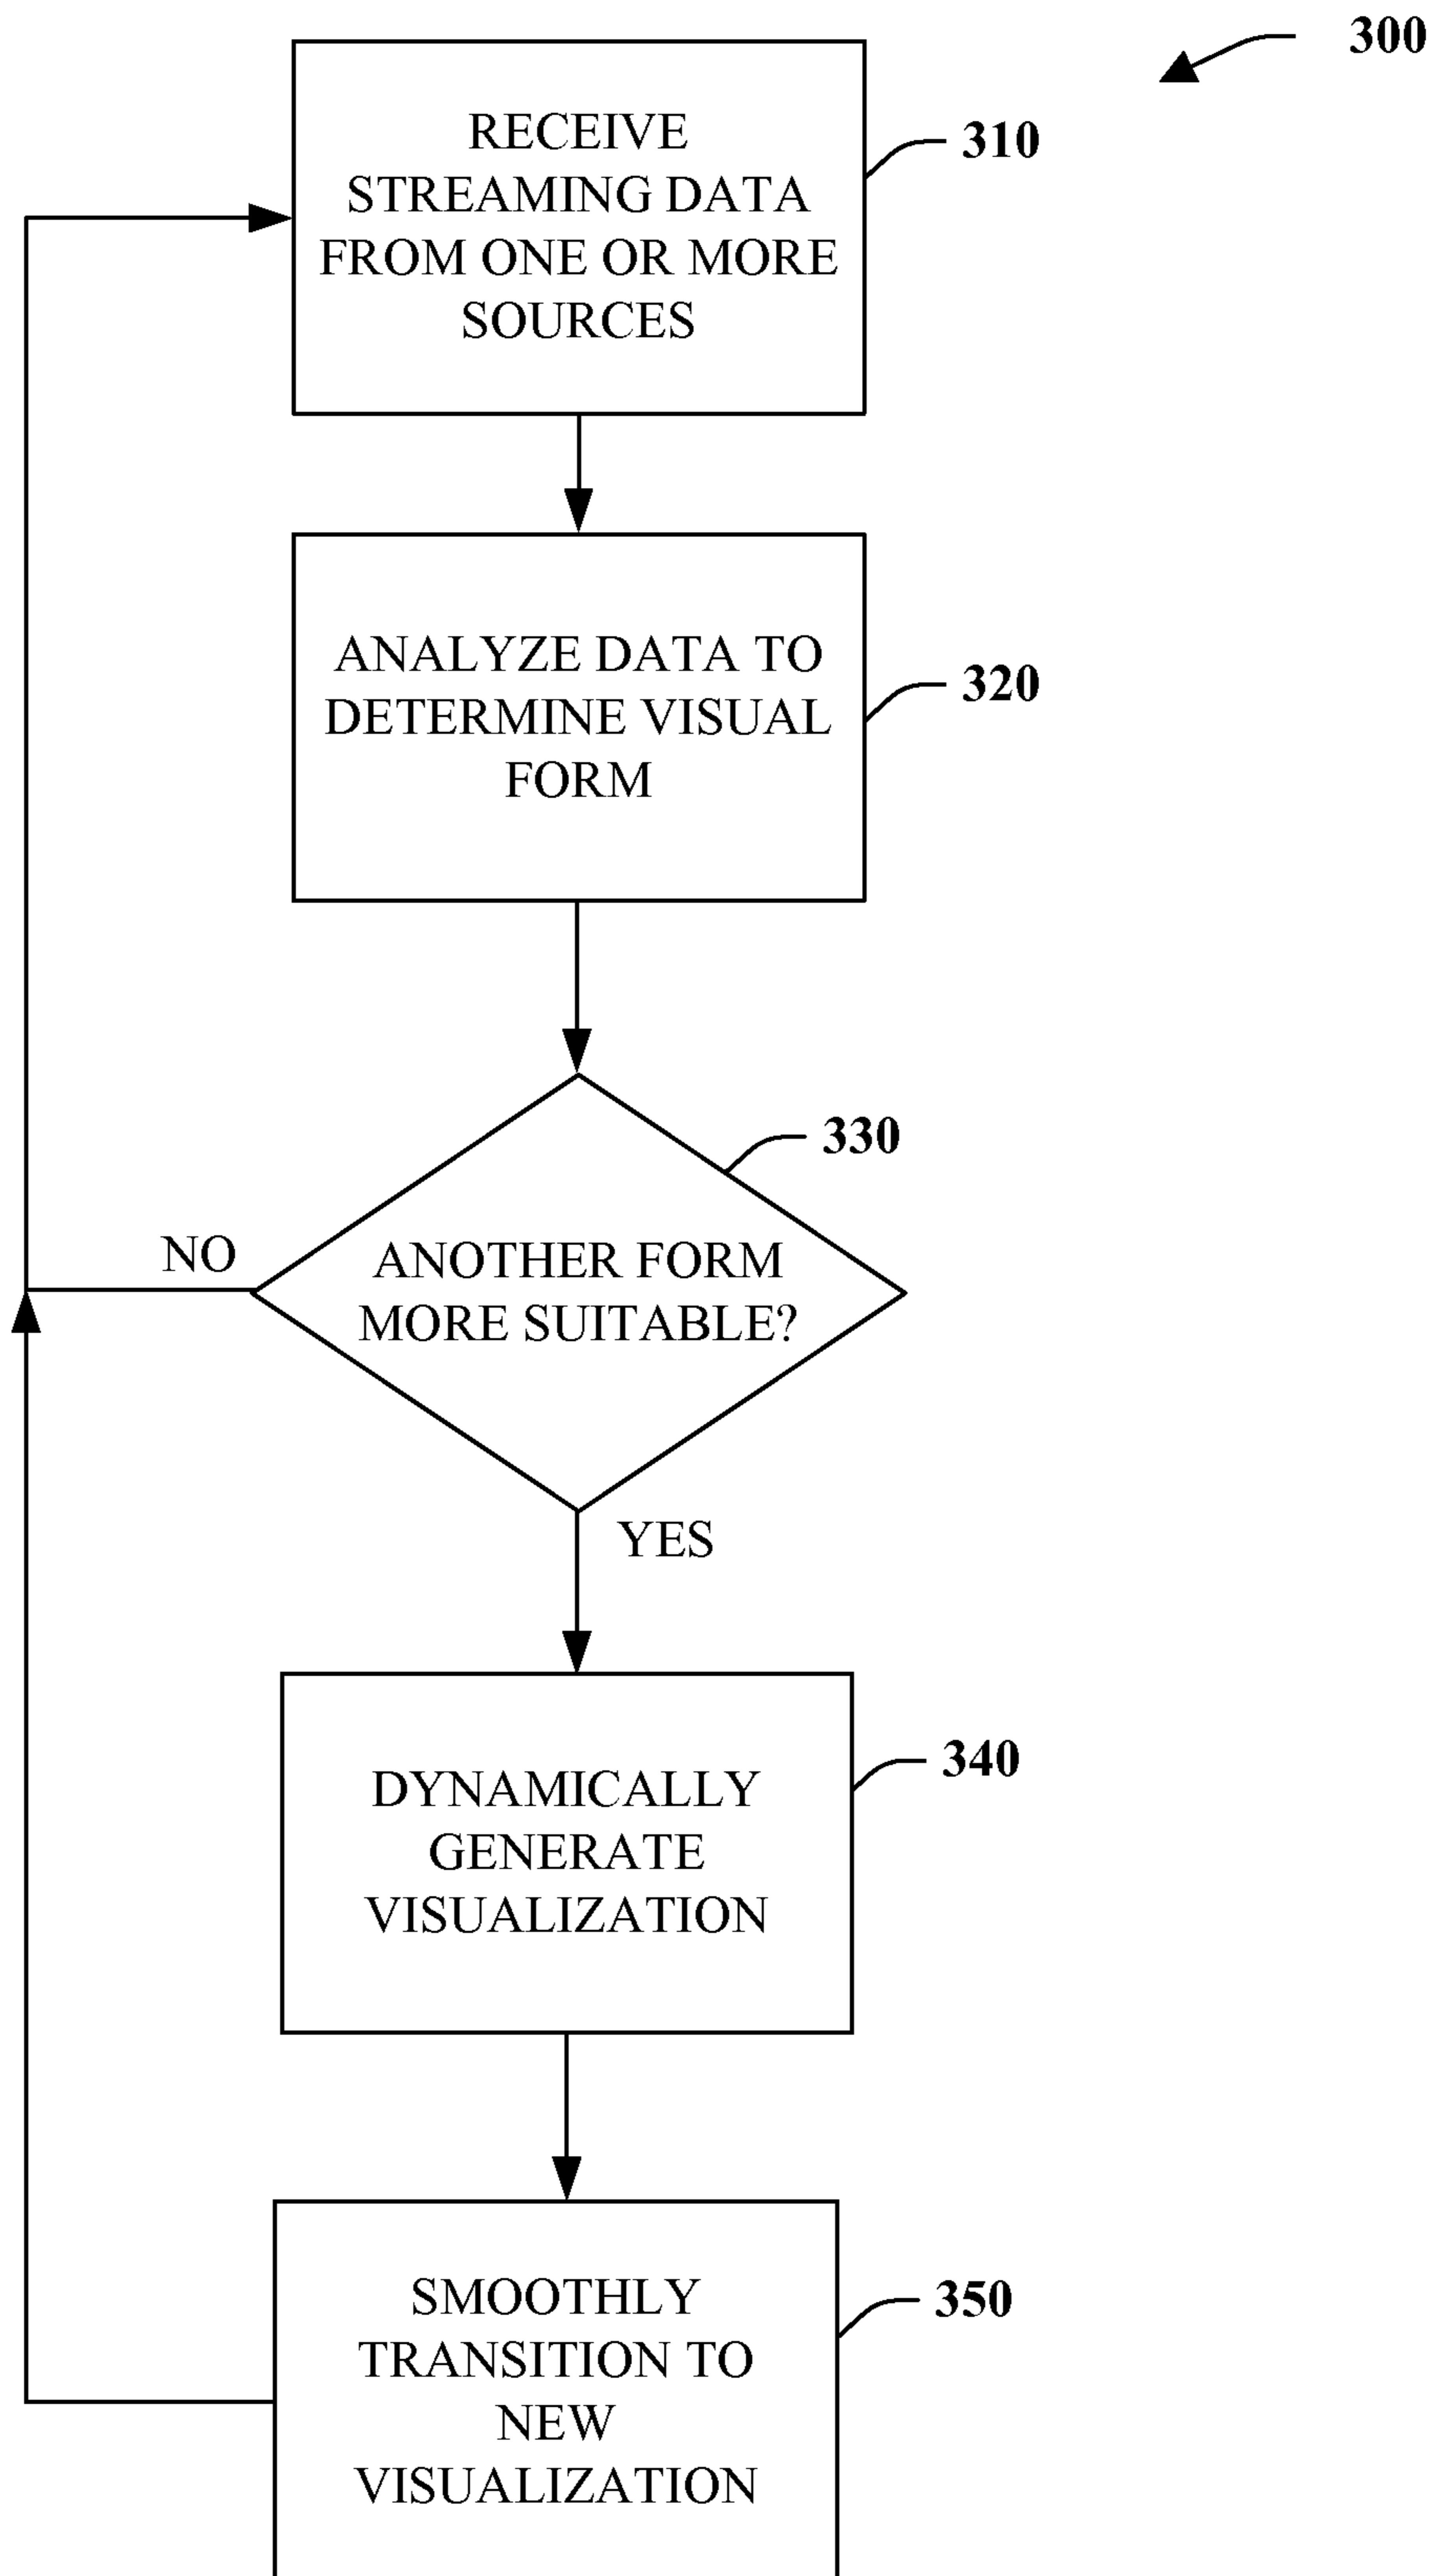 300
RECEIVE
STREAMING DATA
FROM ONE OR MORE
SOURCES
310
ANALYZE DATA TO
DETERMINE VISUAL
FORM
320
330
NO
ANOTHER FORM
MORE SUITABLE?
YES
DYNAMICALLY
GENERATE
VISUALIZATION
340
SMOOTHLY
TRANSITION TO
NEW
VISUALIZATION
350